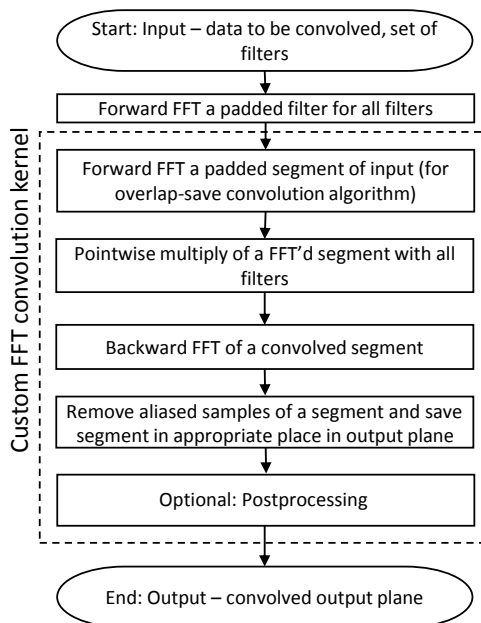 Start: Input – data to be convolved, set of
filters
Forward FFT a padded filter for all filters
Custom FFT convolution kernel
Forward FFT a padded segment of input (for
overlap-save convolution algorithm)
Pointwise multiply of a FFT’d segment with all
filters
Backward FFT of a convolved segment
Remove aliased samples of a segment and save
segment in appropriate place in output plane
Optional: Postprocessing
End: Output – convolved output plane